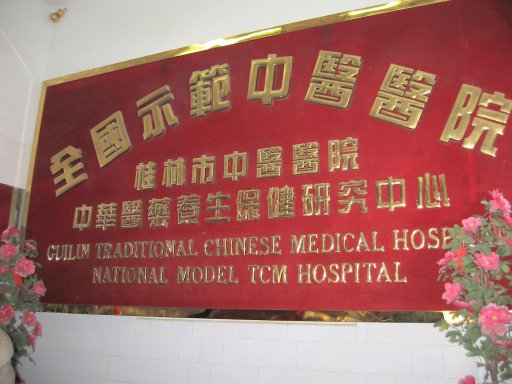 全國示範中醫醫院
桂林市中醫醫院
中華醫藥養生保健研究中心
GUILIN TRADITIONAL CHINESE MEDICAL
NATIONAL MODEL TCM HOSPITAL